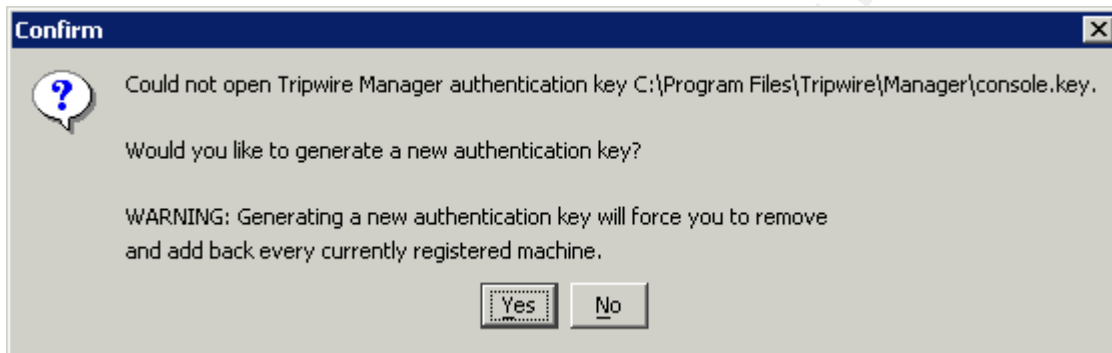 Confirm
Could not open Tripwire Manager authentication key C:\Program Files\Tripwire\Manager\console.key.
Would you like to generate a new authentication key?
WARNING: Generating a new authentication key will force you to remove
and add back every currently registered machine.
Yes No